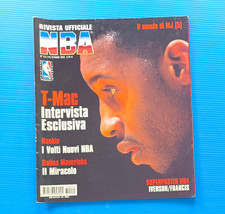 RIVISTA UFFICIALE
NBA
Il mondo di MJ (5)
T-Mac
Intervista
Esclusiva
Rookie
I Volti Nuovi NBA
Dallas Mavericks
Il Miracolo
SUPERPOSTER NBA
IVERSON/FRANCIS